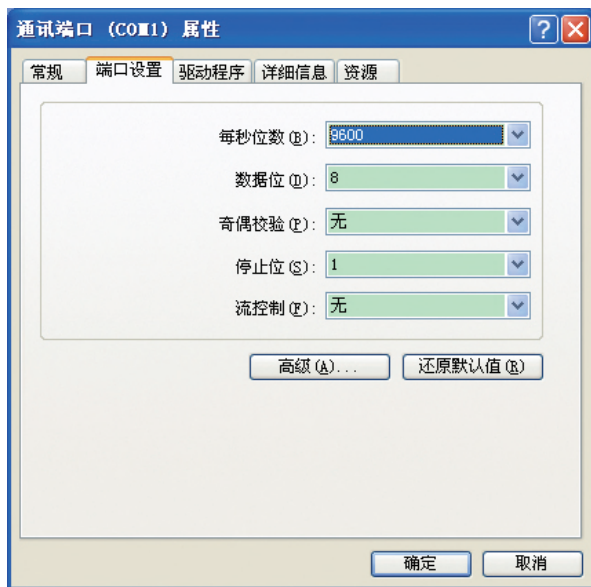 通讯端口 (COM1) 属性
常规 端口设置 驱动程序 详细信息 资源
每秒位数(B): 9600
数据位(D): 8
奇偶校验(P): 无
停止位(S): 1
流控制(F): 无
高级(A)... 还原默认值(R)
确定 取消